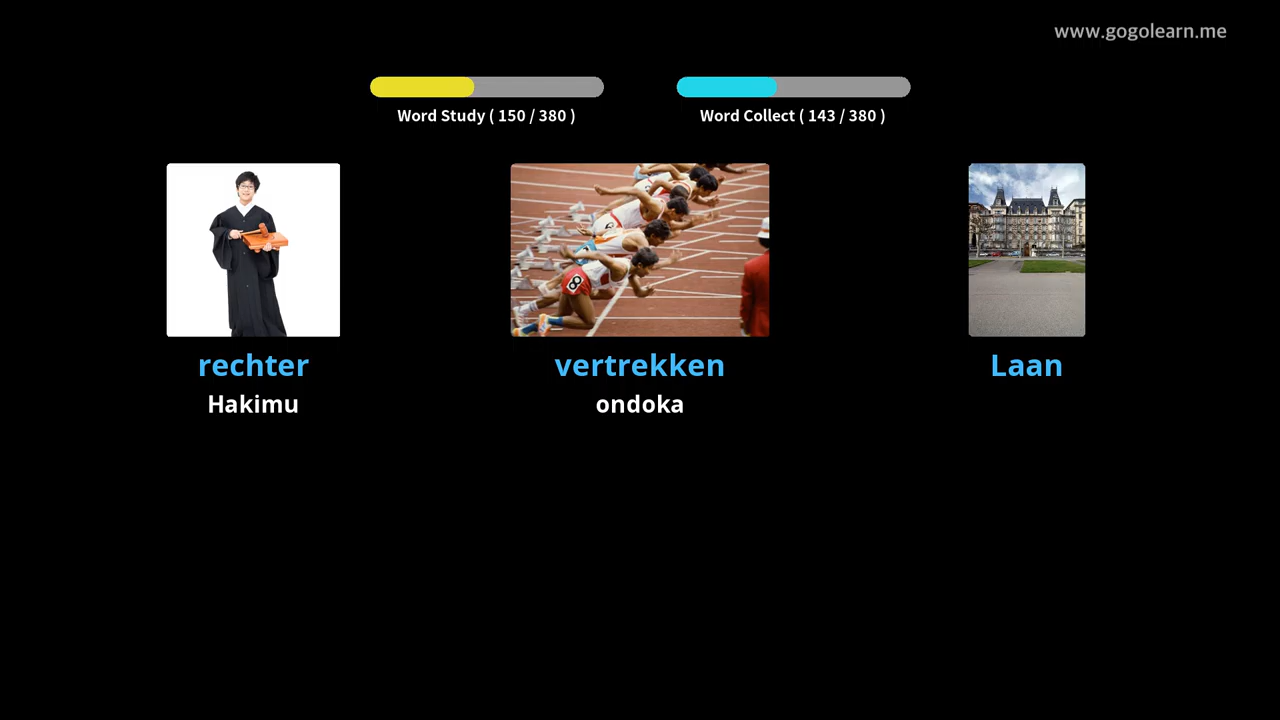 www.gogolearn.me
Word Study ( 150 / 380 )
Word Collect ( 143 / 380 )
rechter
Hakimu
vertrekken
ondoka
Laan